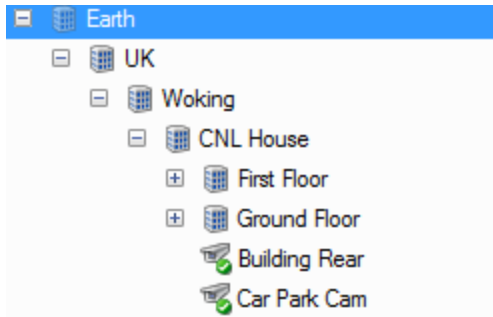 Earth
UK
Woking
CNL House
First Floor
Ground Floor
Building Rear
Car Park Cam